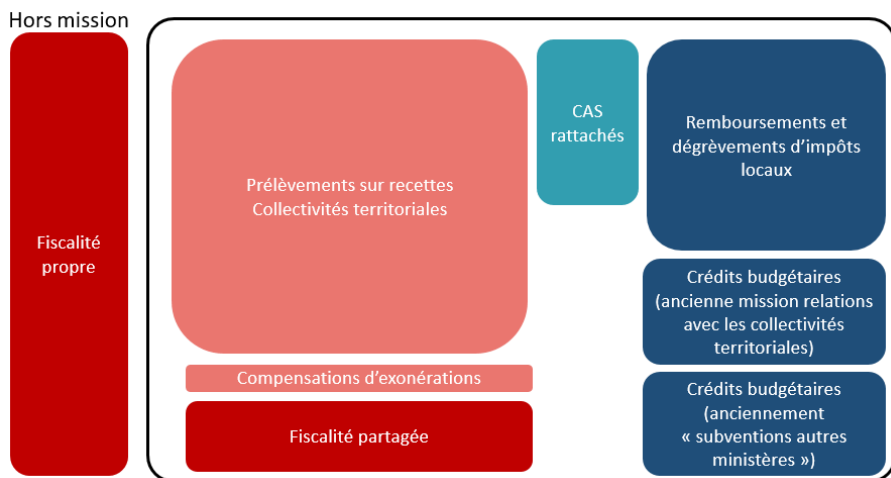 Hors mission
Fiscalité
propre
Prélèvements sur recettes
Collectivités territoriales
Compensations d'exonérations
Fiscalité partagée
CAS
rattachés
Remboursements et
dégrèvements d'impôts
locaux
Crédits budgétaires
(ancienne mission relations
avec les collectivités
territoriales)
Crédits budgétaires
(anciennement
« subventions autres
ministères »)